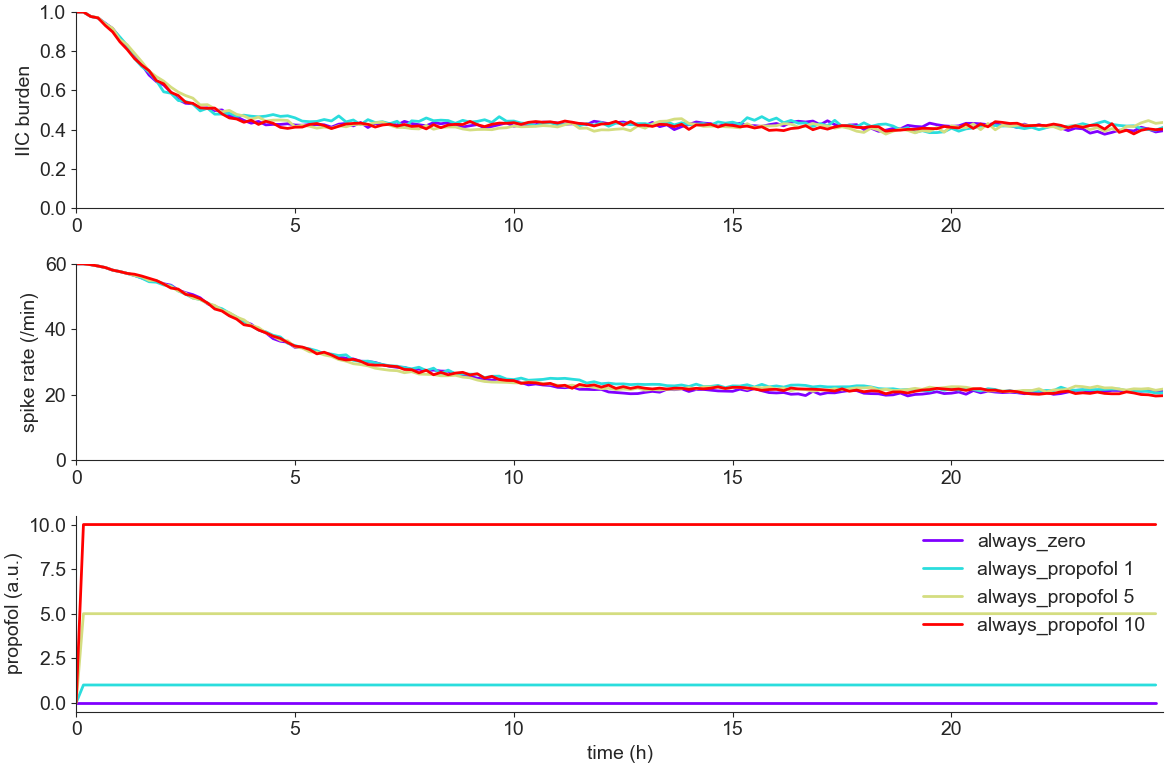 1.0
0.8
0.6
0.4
0.2
0.0
IIC burden
0 5 10 15 20
60
40
20
0
spike rate (/min)
0 5 10 15 20
10.0
7.5
5.0
2.5
0.0
propofol (a.u.)
always_zero
always_propofol 1
always_propofol 5
always_propofol 10
0 5 10 15 20
time (h)